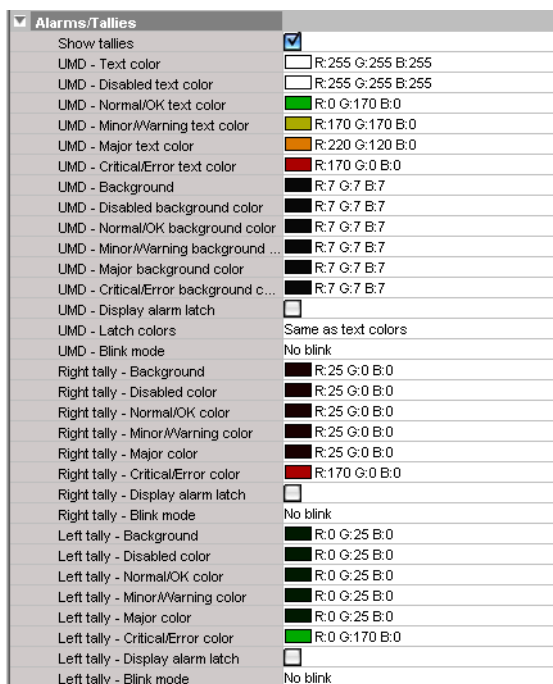 Alarms/Tallies
Show tallies
UMD - Text color R:255 G:255 B:255
UMD - Disabled text color R:255 G:255 B:255
UMD - Normal/OK text color R:0 G:170 B:0
UMD - Minor/Warning text color R:170 G:170 B:0
UMD - Major text color R:220 G:120 B:0
UMD - Critical/Error text color R:170 G:0 B:0
UMD - Background R:7 G:7 B:7
UMD - Disabled background color R:7 G:7 B:7
UMD - Normal/OK background color R:7 G:7 B:7
UMD - Minor/Warning background ... R:7 G:7 B:7
UMD - Major background color R:7 G:7 B:7
UMD - Critical/Error background c... R:7 G:7 B:7
UMD - Display alarm latch
UMD - Latch colors Same as text colors
UMD - Blink mode No blink
Right tally - Background R:25 G:0 B:0
Right tally - Disabled color R:25 G:0 B:0
Right tally - Normal/OK color R:25 G:0 B:0
Right tally - Minor/Warning color R:25 G:0 B:0
Right tally - Major color R:25 G:0 B:0
Right tally - Critical/Error color R:170 G:0 B:0
Right tally - Display alarm latch
Right tally - Blink mode No blink
Left tally - Background R:0 G:25 B:0
Left tally - Disabled color R:0 G:25 B:0
Left tally - Normal/OK color R:0 G:25 B:0
Left tally - Minor/Warning color R:0 G:25 B:0
Left tally - Major color R:0 G:25 B:0
Left tally - Critical/Error color R:0 G:170 B:0
Left tally - Display alarm latch
Left tally - Blink mode No blink